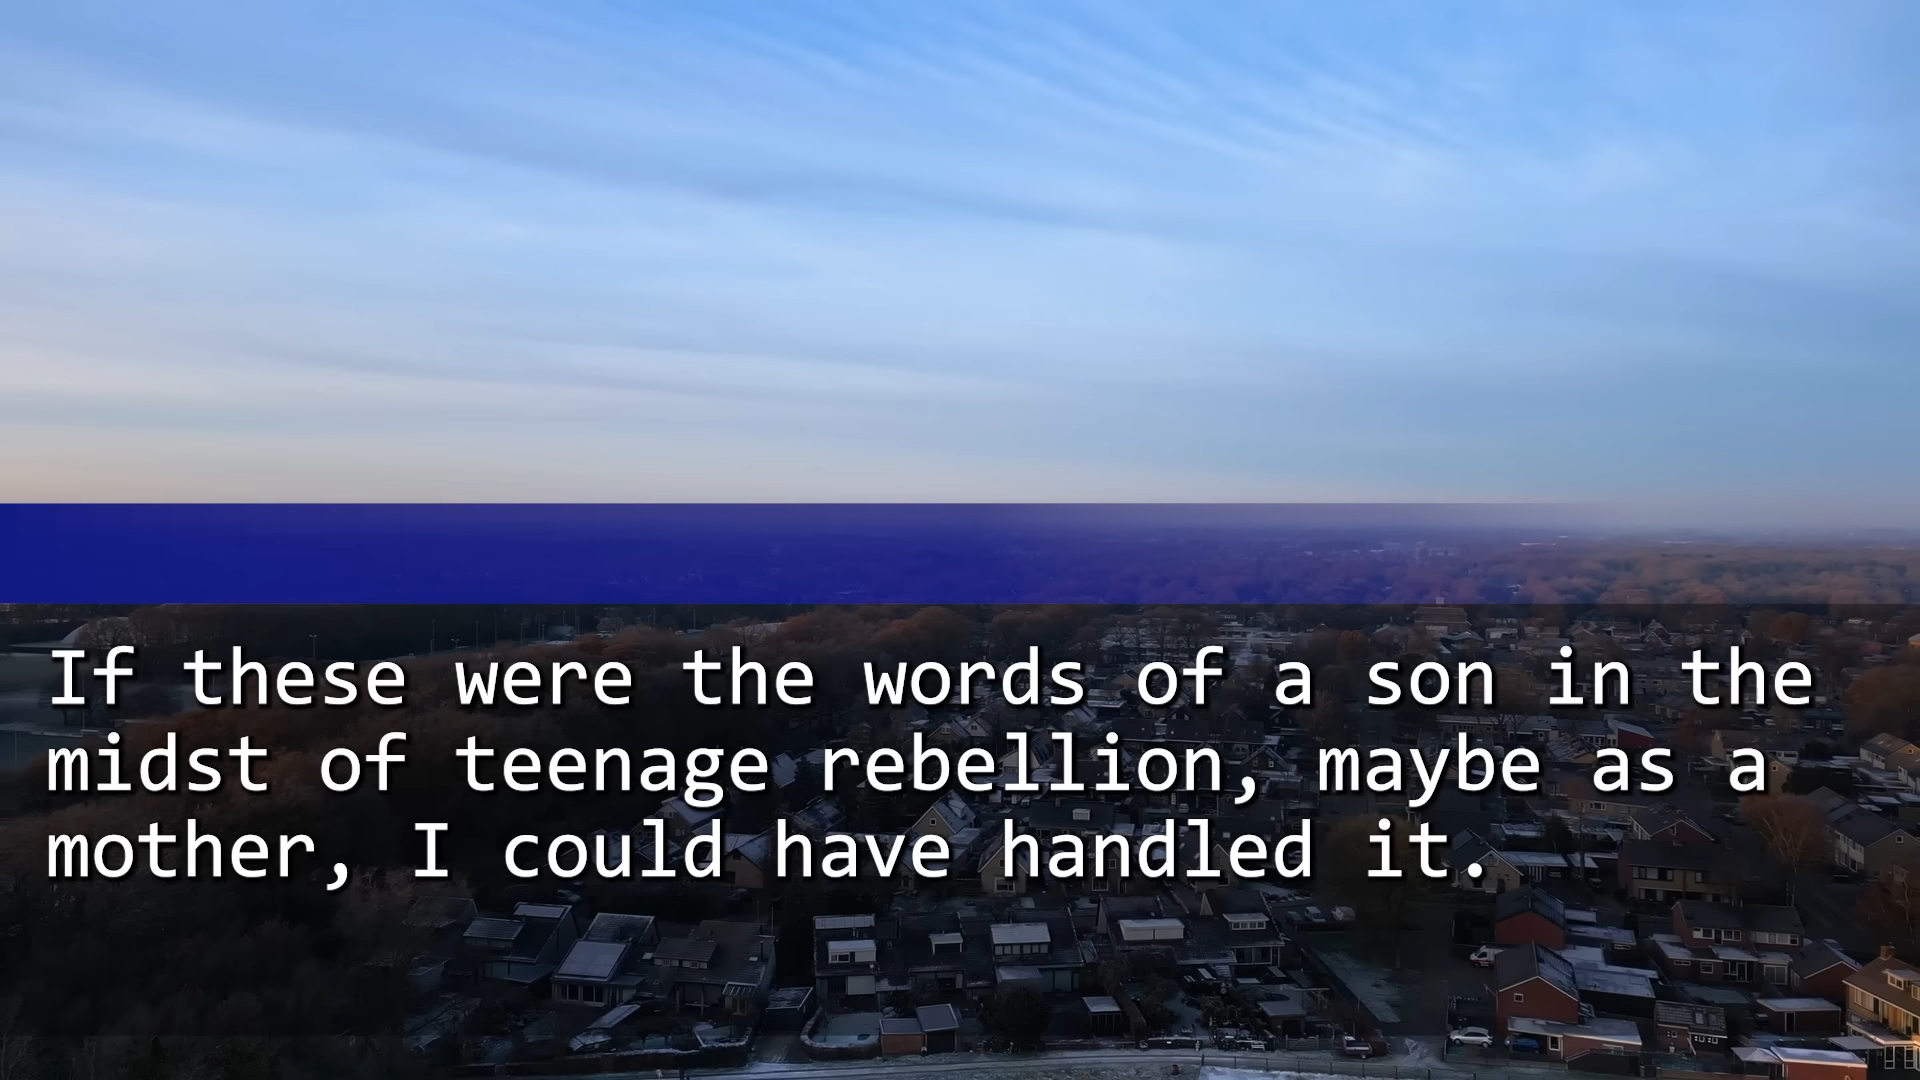 If these were the words of a son in the
midst of teenage rebellion, maybe as a
mother, I could have handled it.